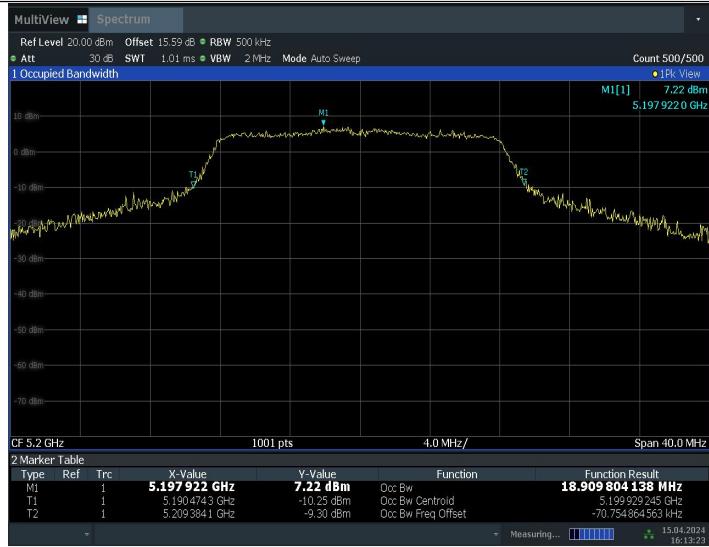 MultiView Spectrum
Ref Level 20.00 dBm Offset 15.59 dB RBW 500 kHz
Att 30 dB SWT 1.01 ms VBW 2 MHz Mode Auto Sweep Count 500/500
1 Occupied Bandwidth 1Pk View
M1[1] 7.22 dBm
5.197 922 0 GHz
10 dBm
M1
0 dBm
T1
T2
-10 dBm
-20 dBm
-30 dBm
-40 dBm
-50 dBm
-60 dBm
-70 dBm
CF 5.2 GHz 1001 pts 4.0 MHz/ Span 40.0 MHz
2 Marker Table
Type Ref Trc X-Value Y-Value Function Function Result
M1 1 5.197 922 GHz 7.22 dBm Occ Bw 18.909 804 138 MHz
T1 1 5.190 474 3 GHz -10.25 dBm Occ Bw Centroid 5.199 929 245 GHz
T2 1 5.209 384 1 GHz -9.30 dBm Occ Bw Freq Offset -70.754 864 563 kHz
Measuring... 15.04.2024
16:13:23